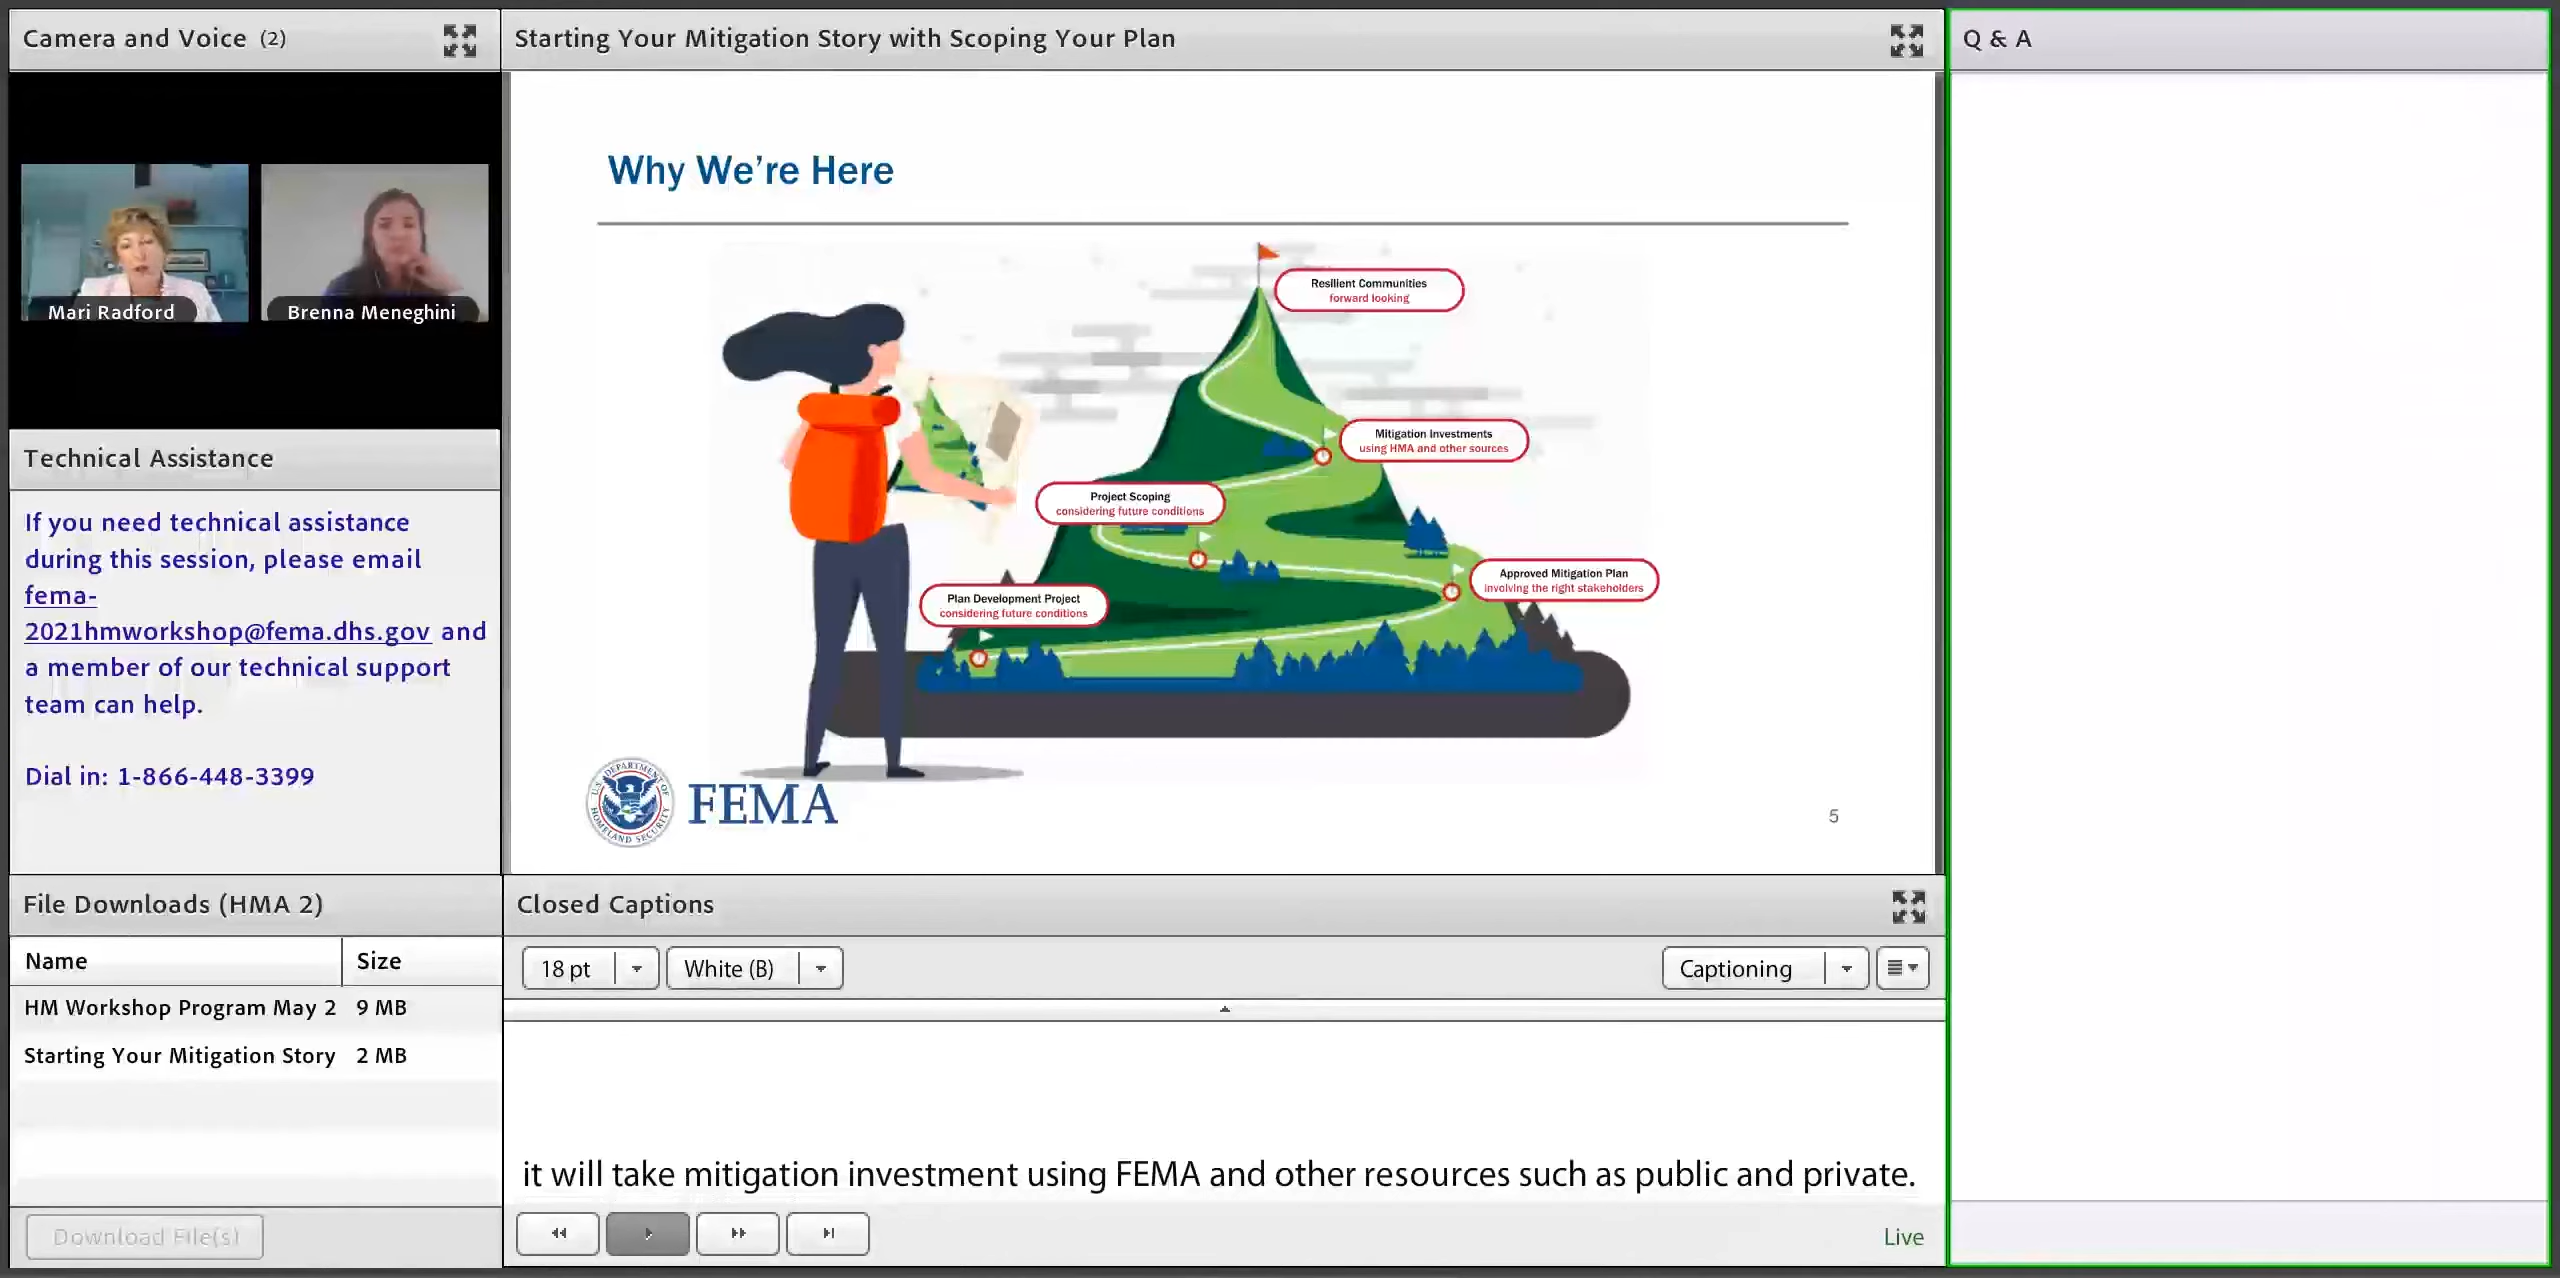 Camera and Voice (2)
Mari Radford
Brenna Meneghini
Technical Assistance
If you need technical assistance
during this session, please email
fema-
2021hmworkshop@fema.dhs.gov and
a member of our technical support
team can help.
Dial in: 1-866-448-3399
File Downloads (HMA 2)
Name Size
HM Workshop Program May 2 9 MB
Starting Your Mitigation Story 2 MB
Download File(s)
Starting Your Mitigation Story with Scoping Your Plan
Why We're Here
Resilient Communities
forward looking
Mitigation Investments
using HMA and other sources
Project Scoping
considering future conditions
Approved Mitigation Plan
involving the right stakeholders
Plan Development Project
considering future conditions
U.S. DEPARTMENT OF HOMELAND SECURITY
FEMA
5
Closed Captions
18 pt White (B) Captioning
it will take mitigation investment using FEMA and other resources such as public and private.
Live
Q & A